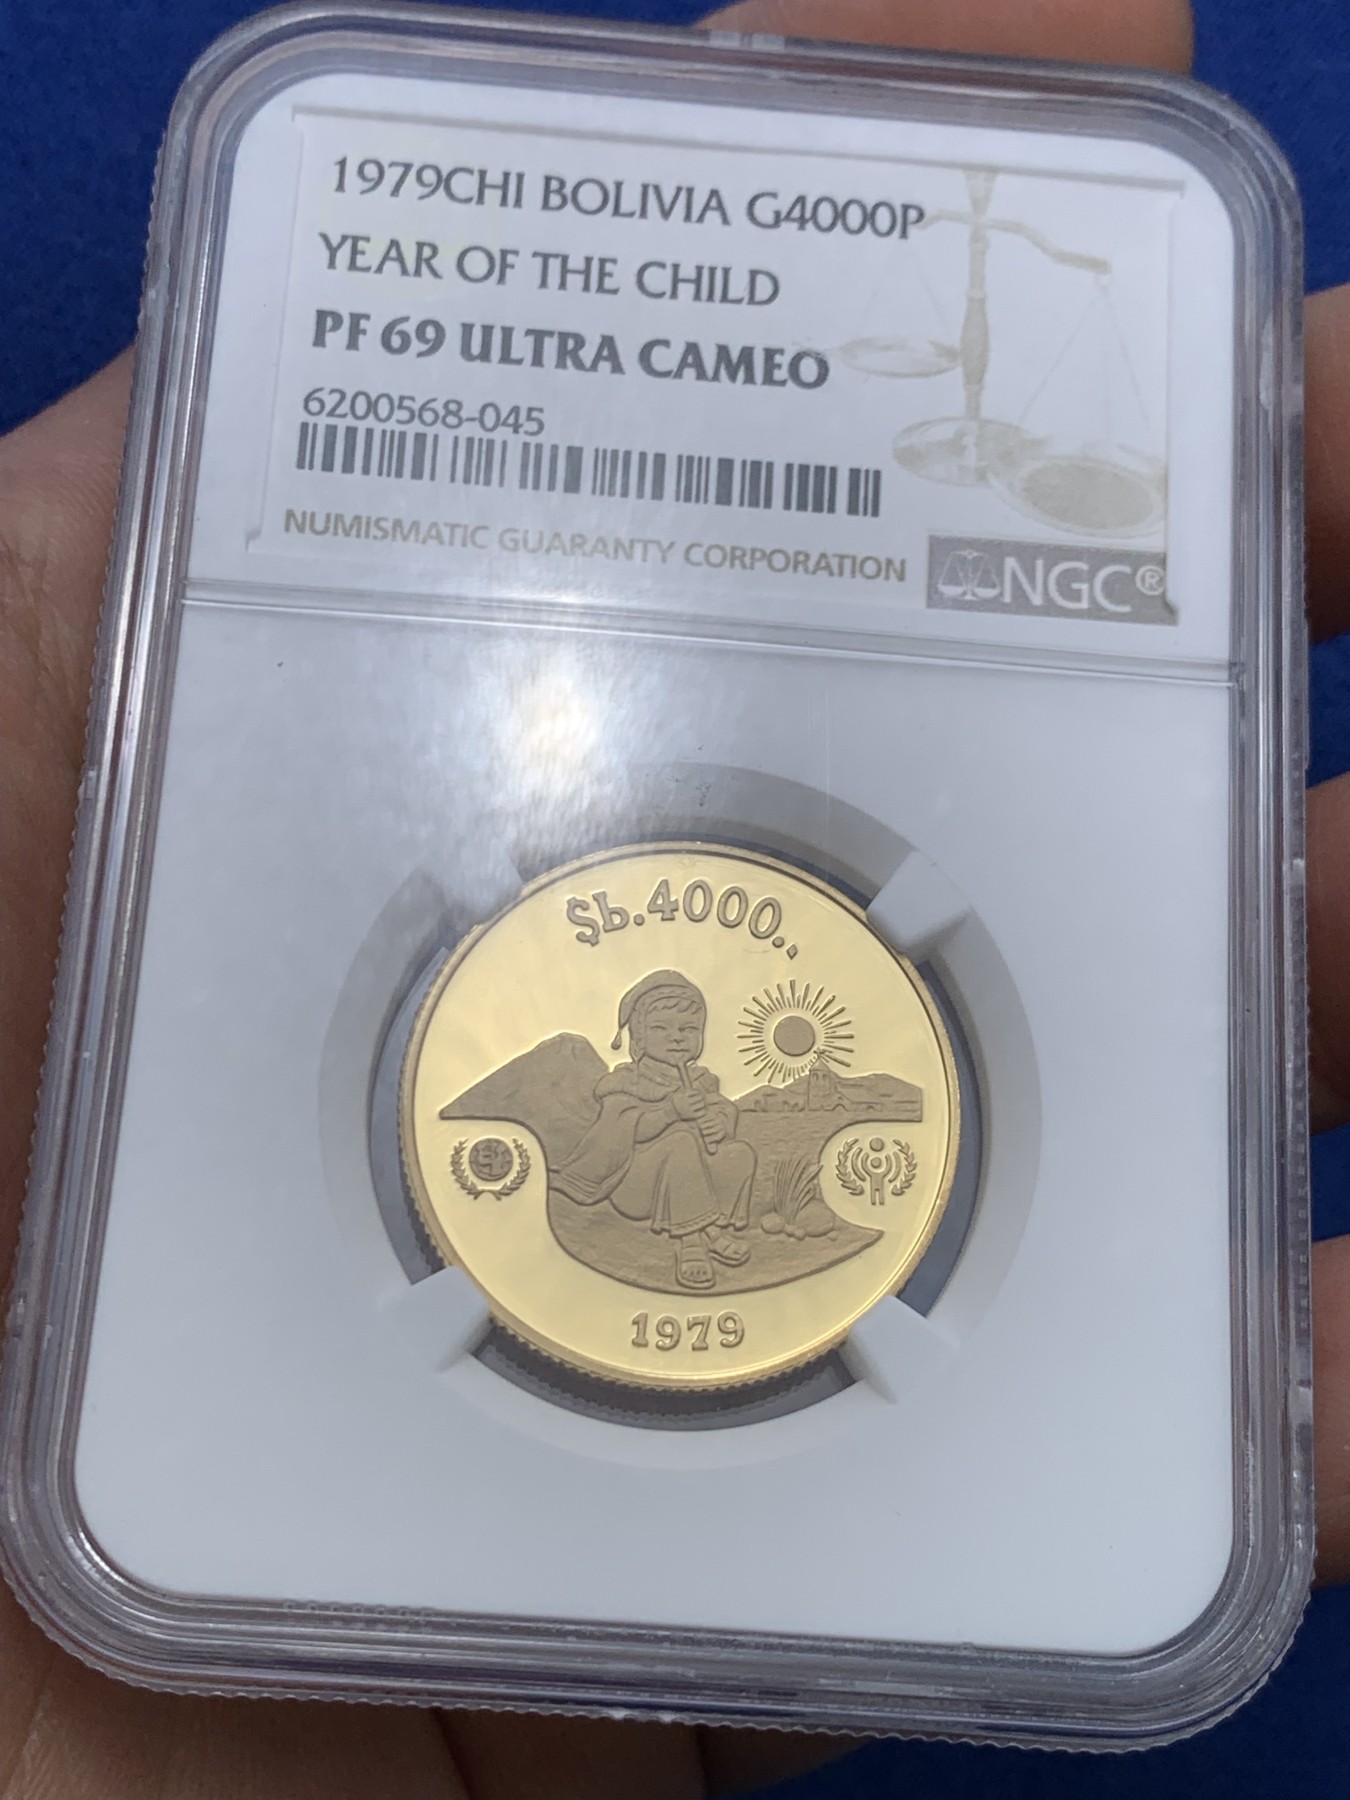 1979CHI BOLIVIA G4000P
YEAR OF THE CHILD
PF 69 ULTRA CAMEO
6200568-045
NUMISMATIC GUARANTY CORPORATION
NGC®
$b.4000..
1979